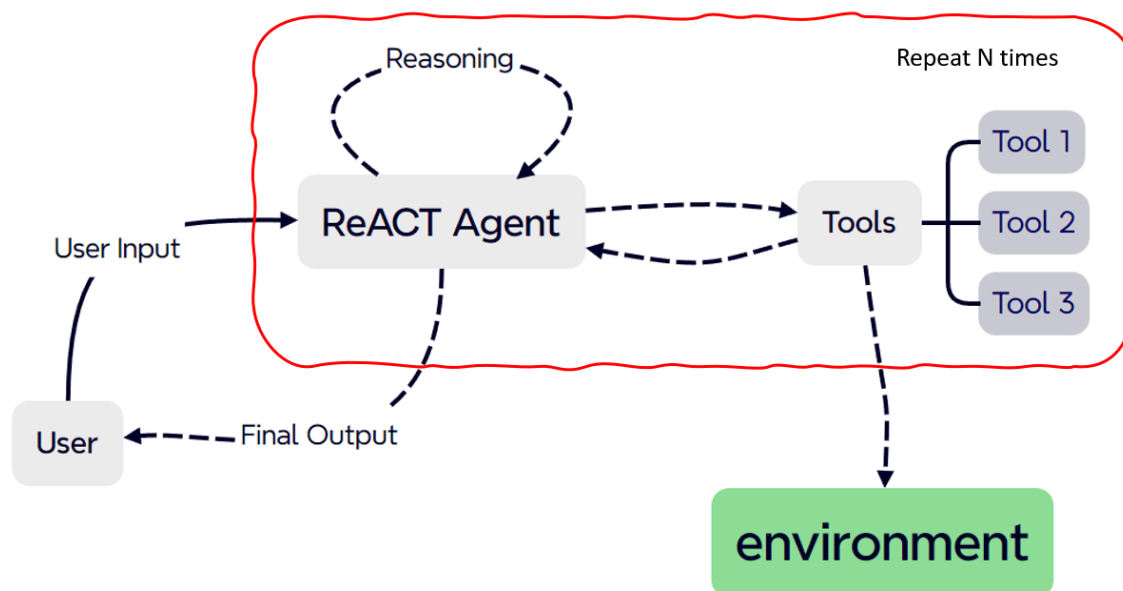 Reasoning
Repeat N times
Tool 1
ReACT Agent
Tools
Tool 2
User Input
Tool 3
User
Final Output
environment